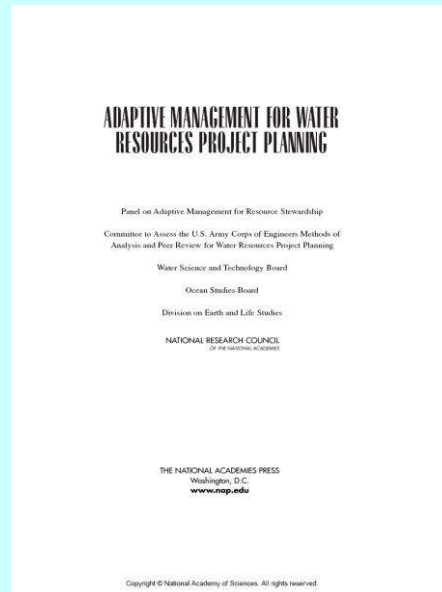 ADAPTIVE MANAGEMENT FOR WATER
RESOURCES PROJECT PLANNING
Panel on Adaptive Management for Resource Stewardship
Committee to Assess the U.S. Army Corps of Engineers Methods of
Analysis and Peer Review for Water Resources Project Planning
Water Science and Technology Board
Ocean Studies Board
Division on Earth and Life Studies
NATIONAL RESEARCH COUNCIL
OF THE NATIONAL ACADEMIES
THE NATIONAL ACADEMIES PRESS
Washington, D.C.
www.nap.edu
Copyright © National Academy of Sciences. All rights reserved.